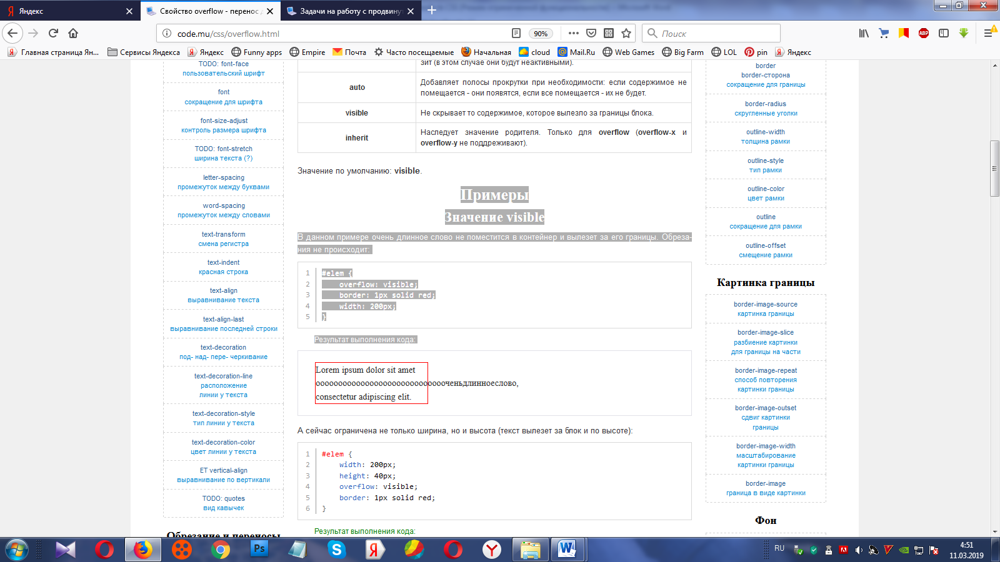 Яндекс
Свойство overflow - перенос д
Задачи на работу с продвинут
code.mu/css/overflow.html
90%
Поиск
Главная страница Ян...
Сервисы Яндекса
Яндекс
Funny apps
Empire
Почта
Часто посещаемые
Начальная
cloud
Mail.Ru
Web Games
Big Farm
LOL
pin
Яндекс
TODO: font-face
пользовательский шрифт
font
сокращение для шрифта
font-size-adjust
контроль размера шрифта
TODO: font-stretch
ширина текста (?)
letter-spacing
промежуток между буквами
word-spacing
промежуток между словами
text-transform
смена регистра
text-indent
красная строка
text-align
выравнивание текста
text-align-last
выравнивание последней строки
text-decoration
под- над- пере- черкивание
text-decoration-line
расположение
линии у текста
text-decoration-style
тип линии у текста
text-decoration-color
цвет линии у текста
ET vertical-align
выравнивание по вертикали
TODO: quotes
вид кавычек
Обрезание и переносы
зит (в этом случае они будут неактивными).
auto
Добавляет полосы прокрутки при необходимости: если содержимое не
помещается - они появятся, если все помещается - их не будет.
visible
Не скрывает то содержимое, которое вылезло за границы блока.
inherit
Наследует значение родителя. Только для overflow (overflow-x и
overflow-y не поддреживают).
Значение по умолчанию: visible.
Примеры
Значение visible
В данном примере очень длинное слово не поместится в контейнер и вылезет за его границы. Обреза-
ния не происходит:
1 #elem {
2 overflow: visible;
3 border: 1px solid red;
4 width: 200px;
5 }
Результат выполнения кода:
Lorem ipsum dolor sit amet
ооооооооооооооооооооооооооооченьдлинноеслово,
consectetur adipiscing elit.
А сейчас ограничена не только ширина, но и высота (текст вылезет за блок и по высоте):
1 #elem {
2 width: 200px;
3 height: 40px;
4 overflow: visible;
5 border: 1px solid red;
6 }
Результат выполнения кода:
border
border-сторона
сокращение для границы
border-radius
скругленные уголки
outline-width
толщина рамки
outline-style
тип рамки
outline-color
цвет рамки
outline
сокращение для рамки
outline-offset
смещение рамки
Картинка границы
border-image-source
картинка границы
border-image-slice
разбиение картинки
для границы на части
border-image-repeat
способ повторения
картинки границы
border-image-outset
сдвиг картинки
границы
border-image-width
масштабирование
картинки границы
border-image
граница в виде картинки
Фон
RU
4:51
11.03.2019